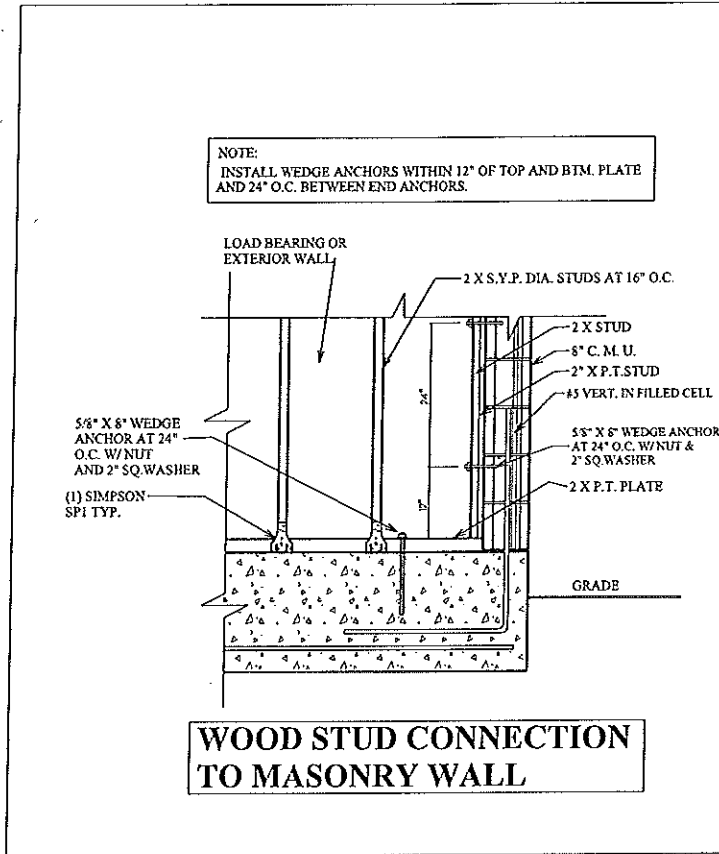 NOTE:
INSTALL WEDGE ANCHORS WITHIN 12" OF TOP AND BTM. PLATE
AND 24" O.C. BETWEEN END ANCHORS.
LOAD BEARING OR
EXTERIOR WALL
2 X S.Y.P. DIA. STUDS AT 16" O.C.
2 X STUD
8" C. M. U.
2" X P.T.STUD
#5 VERT. IN FILLED CELL
24"
5/8" X 8" WEDGE
ANCHOR AT 24"
O.C. W/ NUT
AND 2" SQ.WASHER
5/8" X 8" WEDGE ANCHOR
AT 24" O.C. W/NUT &
2" SQ.WASHER
(1) SIMPSON
SP1 TYP.
12"
2 X P.T. PLATE
GRADE
WOOD STUD CONNECTION
TO MASONRY WALL